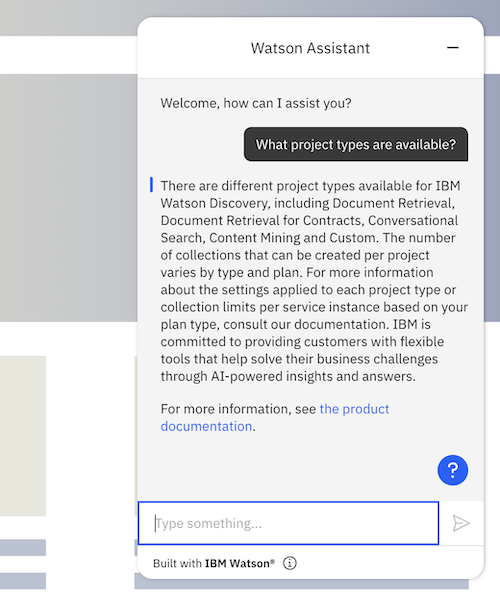 Watson Assistant
Welcome, how can I assist you?
What project types are available?
There are different project types available for IBM
Watson Discovery, including Document Retrieval,
Document Retrieval for Contracts, Conversational
Search, Content Mining and Custom. The number
of collections that can be created per project
varies by type and plan. For more information
about the settings applied to each project type or
collection limits per service instance based on your
plan type, consult our documentation. IBM is
committed to providing customers with flexible
tools that help solve their business challenges
through AI-powered insights and answers.
For more information, see the product
documentation.
?
Type something...
Built with IBM Watson® i